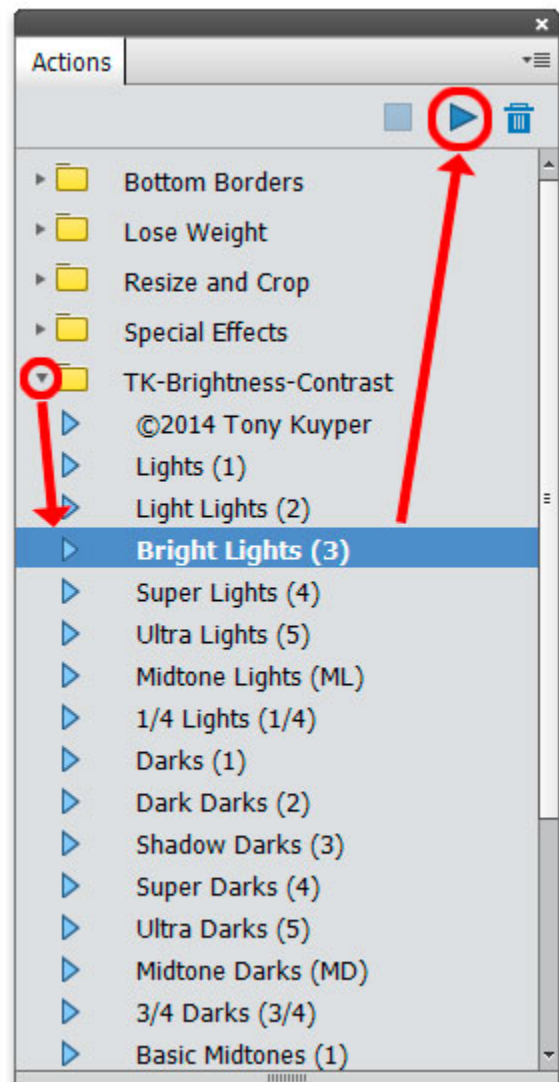 Actions
Bottom Borders
Lose Weight
Resize and Crop
Special Effects
TK-Brightness-Contrast
©2014 Tony Kuyper
Lights (1)
Light Lights (2)
Bright Lights (3)
Super Lights (4)
Ultra Lights (5)
Midtone Lights (ML)
1/4 Lights (1/4)
Darks (1)
Dark Darks (2)
Shadow Darks (3)
Super Darks (4)
Ultra Darks (5)
Midtone Darks (MD)
3/4 Darks (3/4)
Basic Midtones (1)